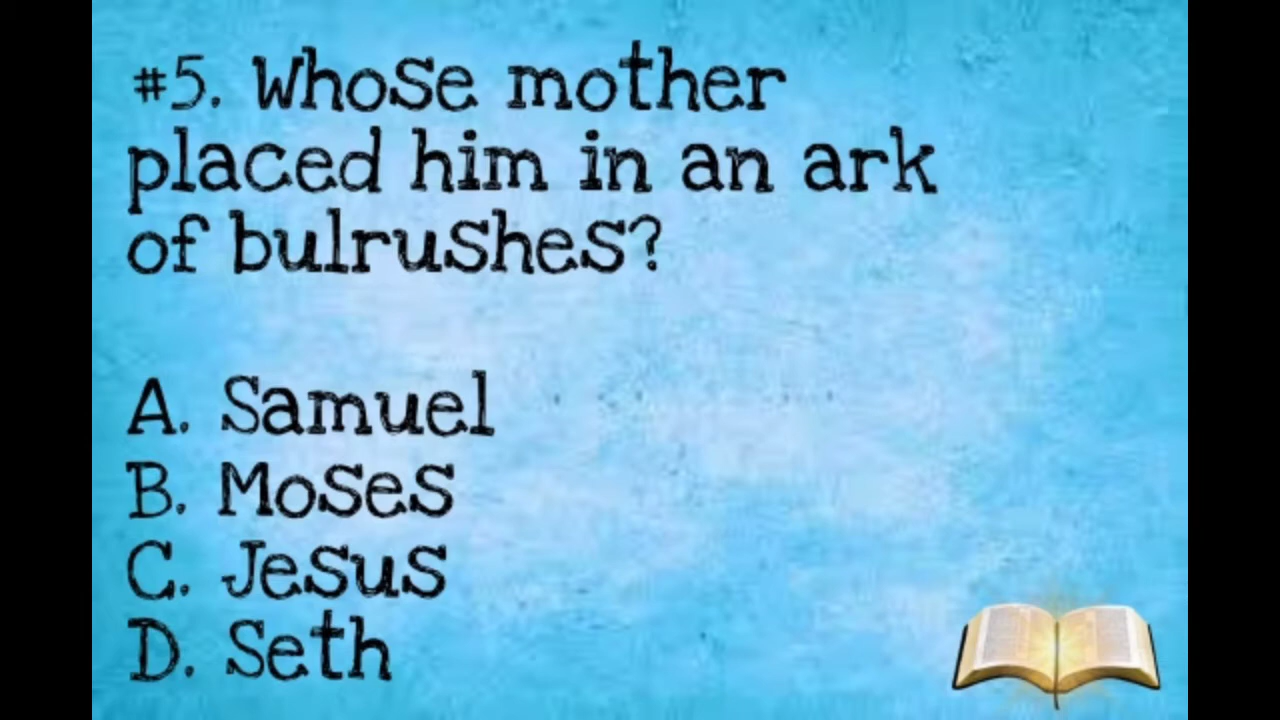 #5. Whose mother
placed him in an ark
of bulrushes?
A. Samuel
B. Moses
C. Jesus
D. Seth